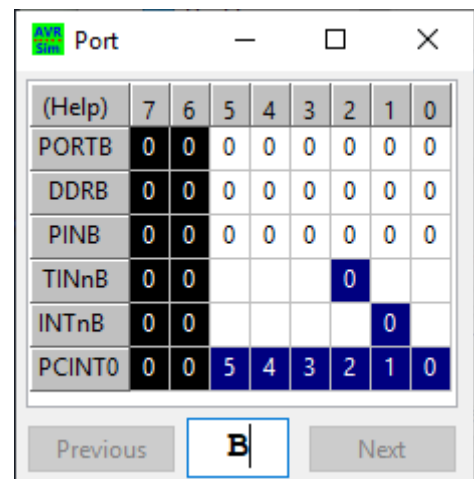 AVR Sim Port
(Help) 7 6 5 4 3 2 1 0
PORTB 0 0 0 0 0 0 0 0
DDRB 0 0 0 0 0 0 0 0
PINB 0 0 0 0 0 0 0 0
TINnB 0 0 0
INTnB 0 0 0
PCINT0 0 0 5 4 3 2 1 0
Previous B Next